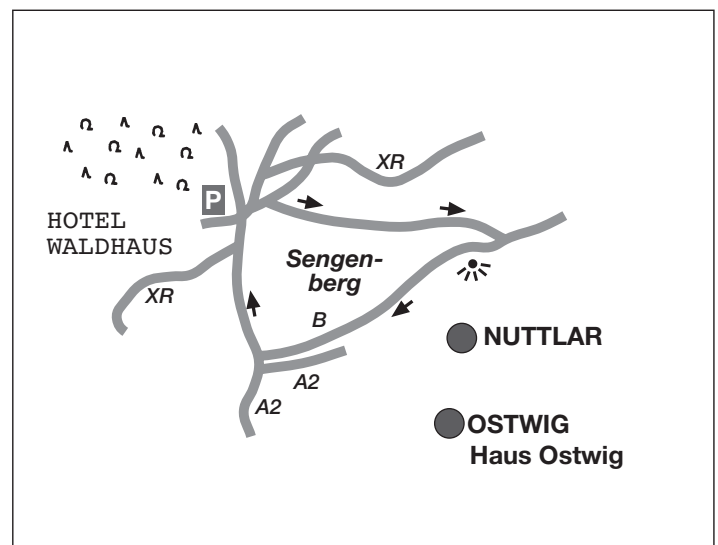 XR
P
HOTEL
WALDHAUS
Sengen-
berg
XR
B
NUTTLAR
A2
A2
OSTWIG
Haus Ostwig